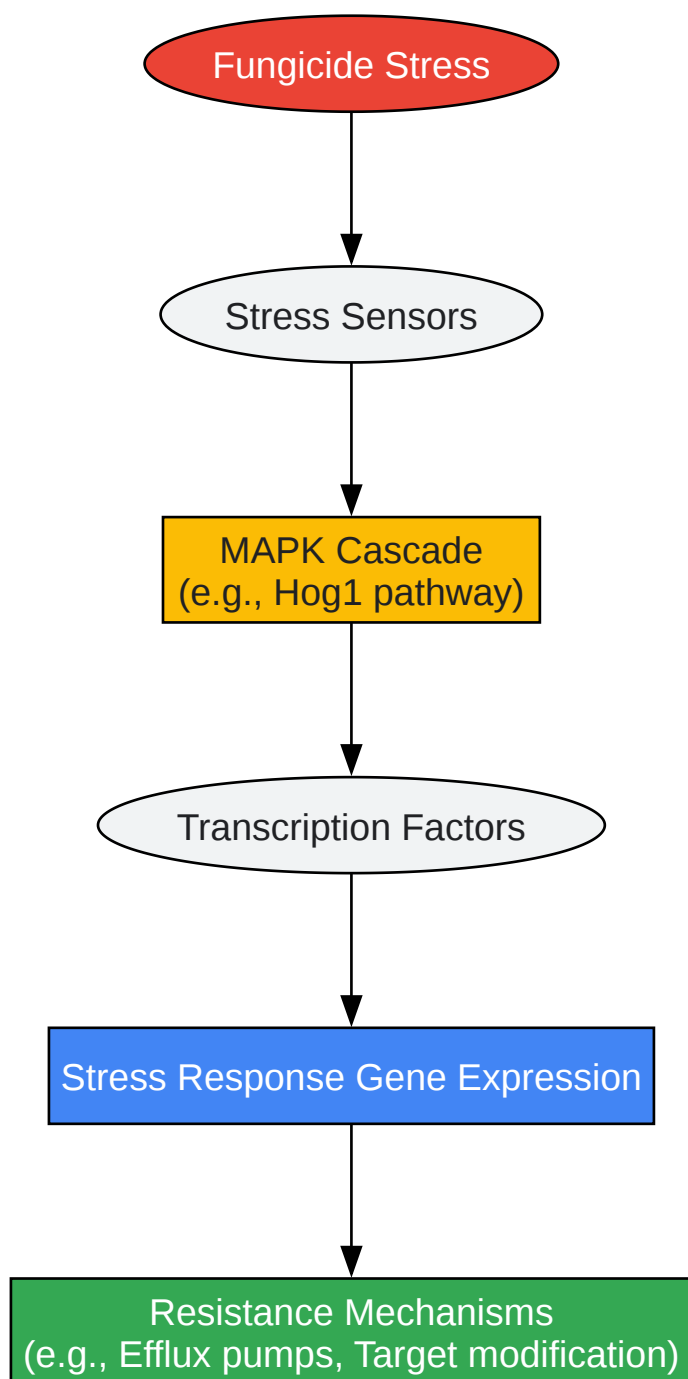 Fungicide Stress
Stress Sensors
MAPK Cascade
(e.g., Hog1 pathway)
Transcription Factors
Stress Response Gene Expression
Resistance Mechanisms
(e.g., Efflux pumps, Target modification)